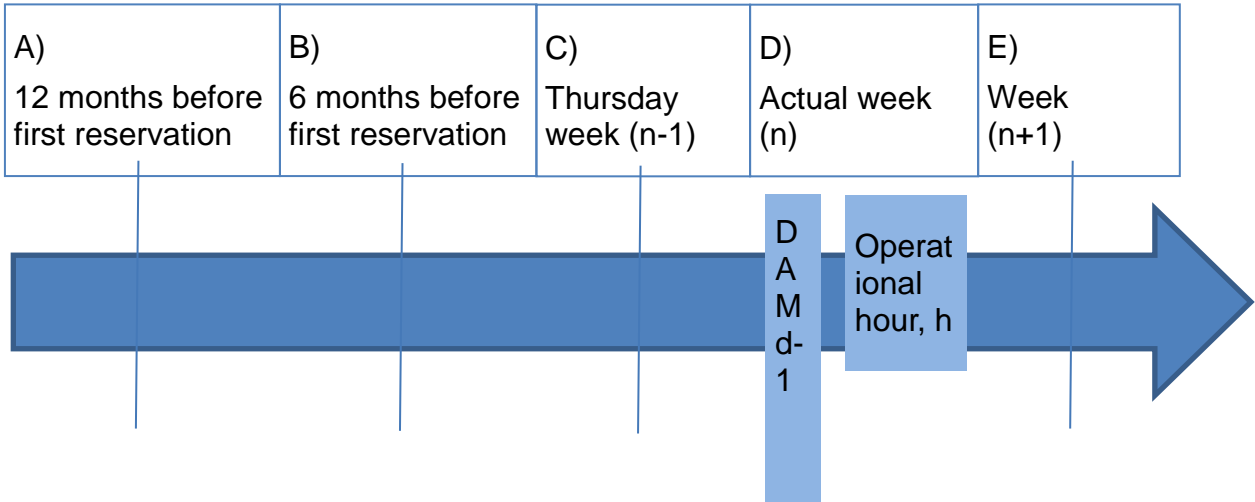 A)
12 months before
first reservation
B)
6 months before
first reservation
C)
Thursday
week (n-1)
D)
Actual week
(n)
E)
Week
(n+1)
D
A
M
d-
1
Operat
ional
hour, h